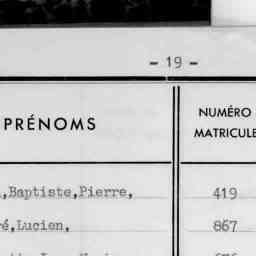 - 19 -
PRÉNOMS
NUMÉRO
MATRICULE
,Baptiste,Pierre,
419
é,Lucien,
867